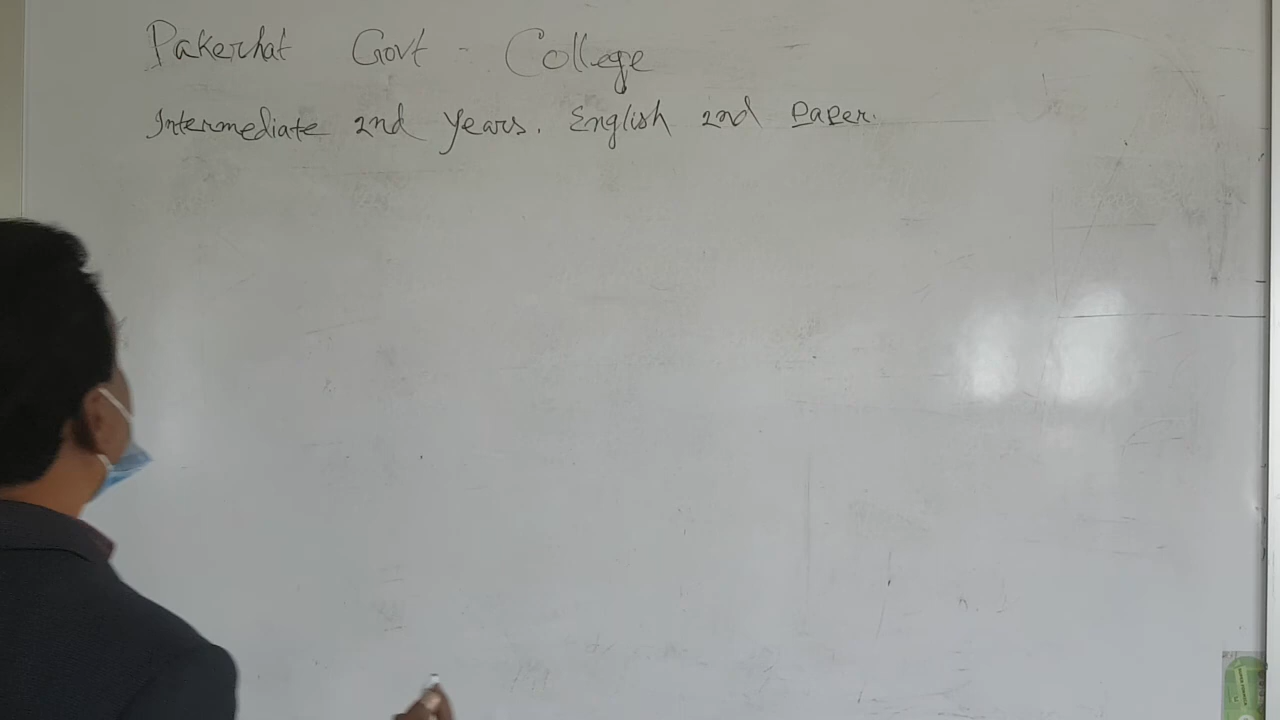 Pakerhat Govt - College
Intermediate 2nd years. English 2nd Paper.